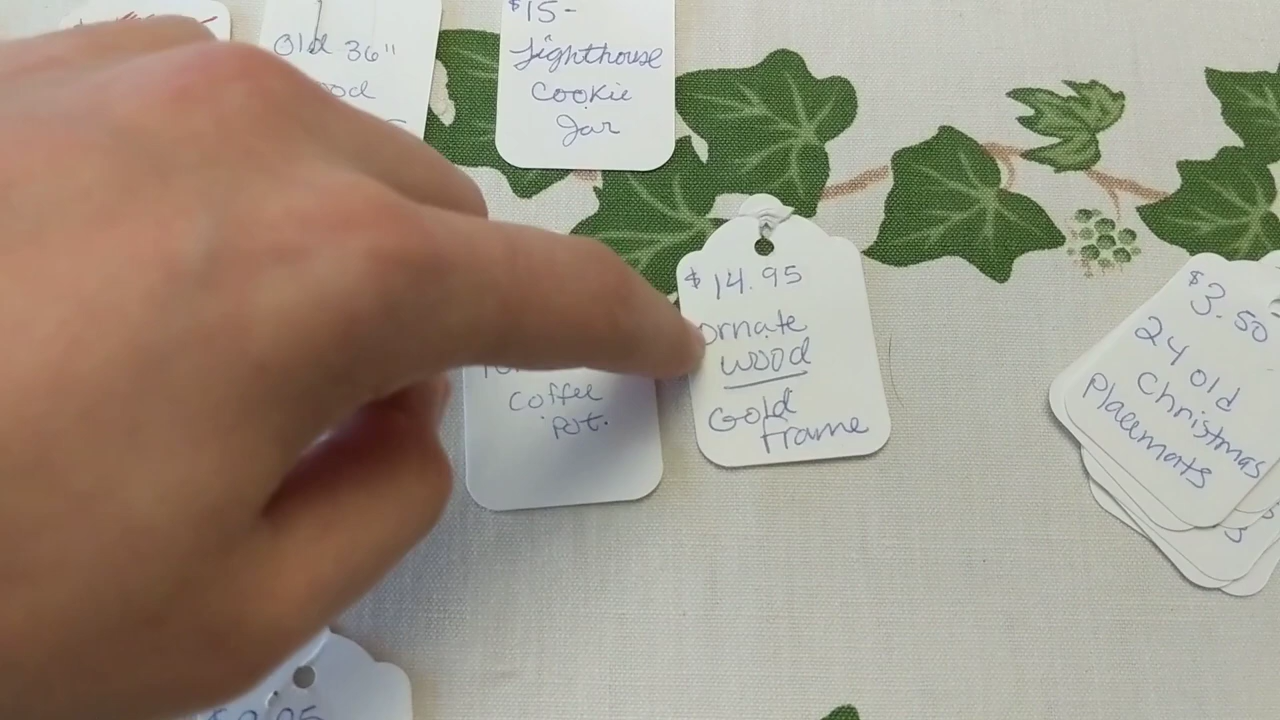 Old 36"
$15-
Lighthouse
Cookie
Jar
$14.95
ornate
wood
Gold
Frame
coffee
Pot.
$3.50
24 old
Christmas
Placemats